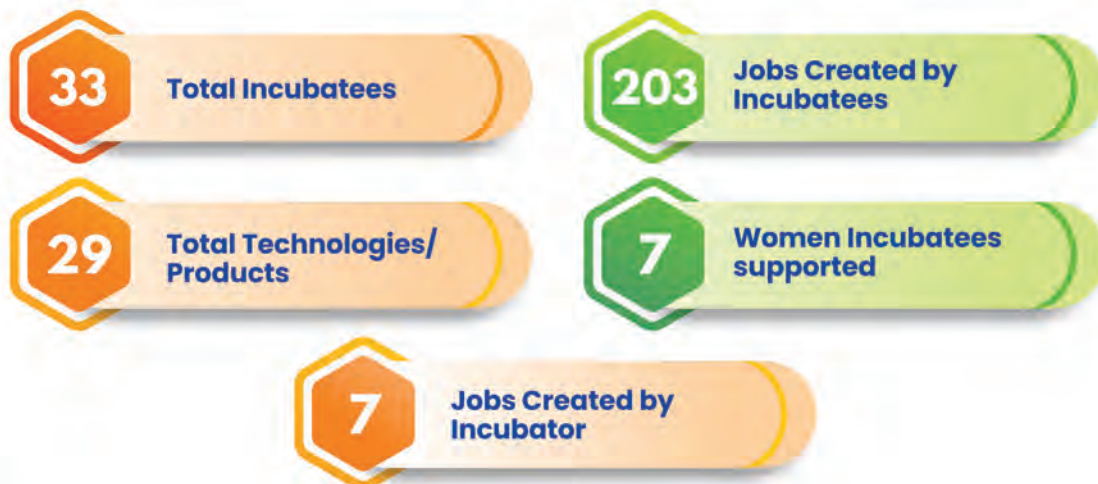 33
Total Incubatees
203
Jobs Created by
Incubatees
29
Total Technologies/
Products
7
Women Incubatees
supported
7
Jobs Created by
Incubator